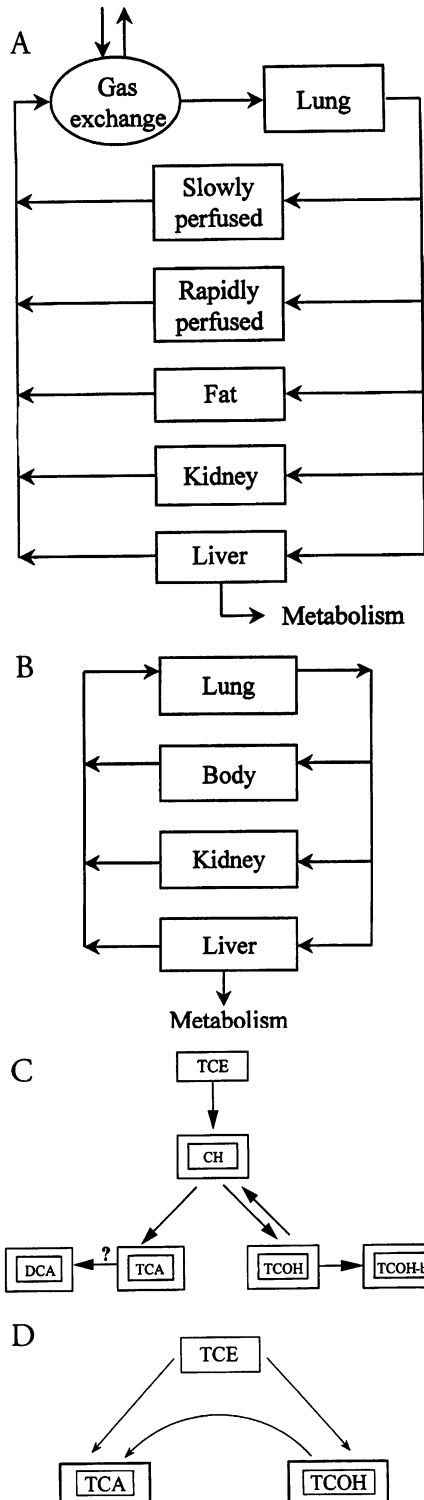 A
Gas
exchange
Lung
Slowly
perfused
Rapidly
perfused
Fat
Kidney
Liver
Metabolism
B
Lung
Body
Kidney
Liver
Metabolism
C
TCE
CH
?
DCA
TCA
TCOH
D
TCE
TCA
TCOH